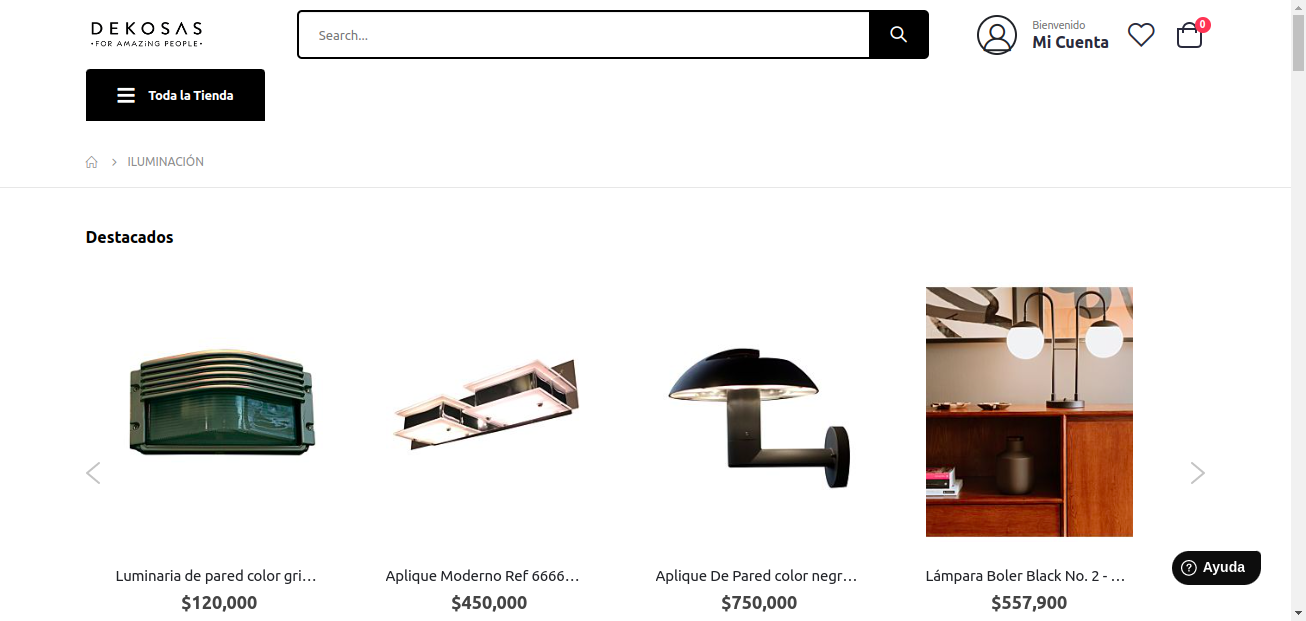 DEKOSAS
•FOR AMAZiNG PEOPLE•
Search...
Bienvenido
Mi Cuenta
0
Toda la Tienda
ILUMINACIÓN
Destacados
Luminaria de pared color gri...
Aplique Moderno Ref 6666...
Aplique De Pared color negr...
Lámpara Boler Black No. 2 - ...
$120,000
$450,000
$750,000
$557,900
Ayuda